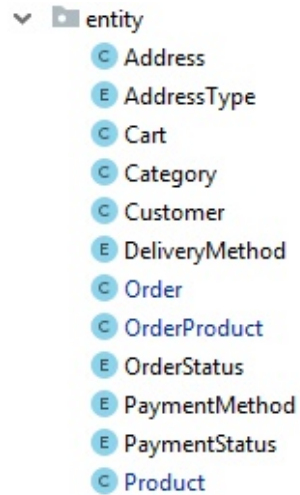 entity
C Address
E AddressType
C Cart
C Category
C Customer
E DeliveryMethod
C Order
C OrderProduct
E OrderStatus
E PaymentMethod
E PaymentStatus
C Product